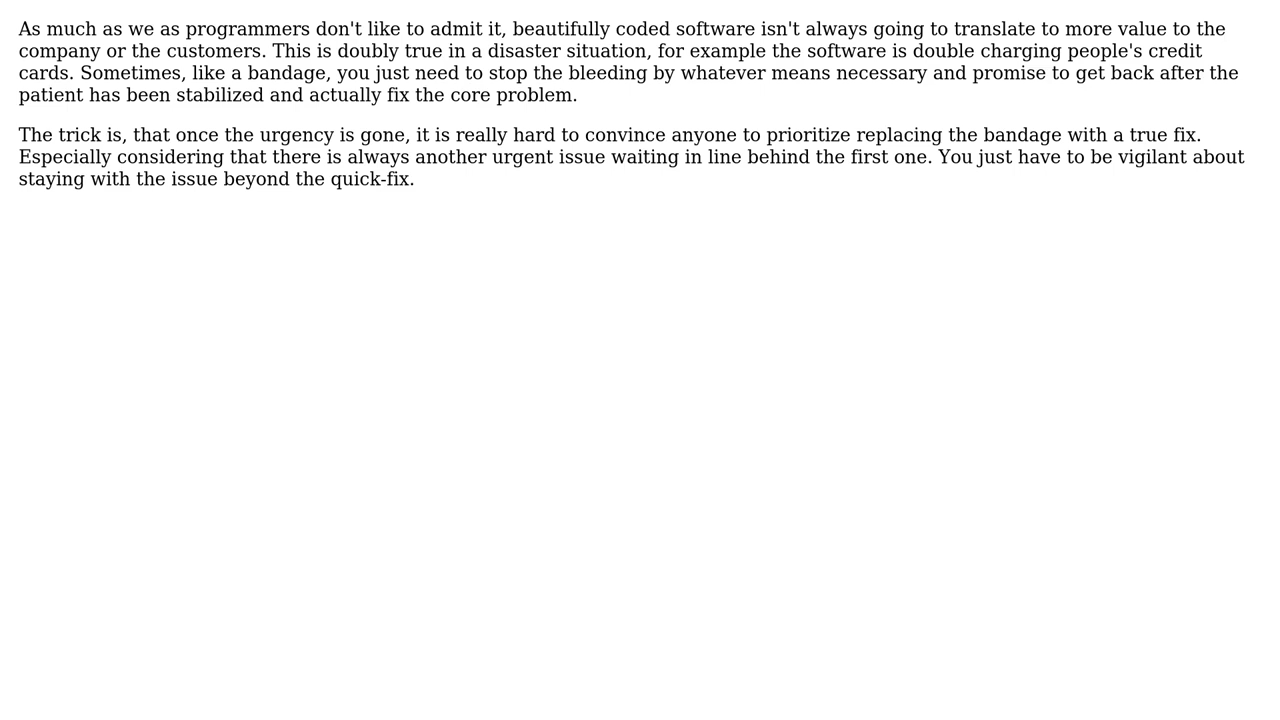 As much as we as programmers don't like to admit it, beautifully coded software isn't always going to translate to more value to the
company or the customers. This is doubly true in a disaster situation, for example the software is double charging people's credit
cards. Sometimes, like a bandage, you just need to stop the bleeding by whatever means necessary and promise to get back after the
patient has been stabilized and actually fix the core problem.
The trick is, that once the urgency is gone, it is really hard to convince anyone to prioritize replacing the bandage with a true fix.
Especially considering that there is always another urgent issue waiting in line behind the first one. You just have to be vigilant about
staying with the issue beyond the quick-fix.